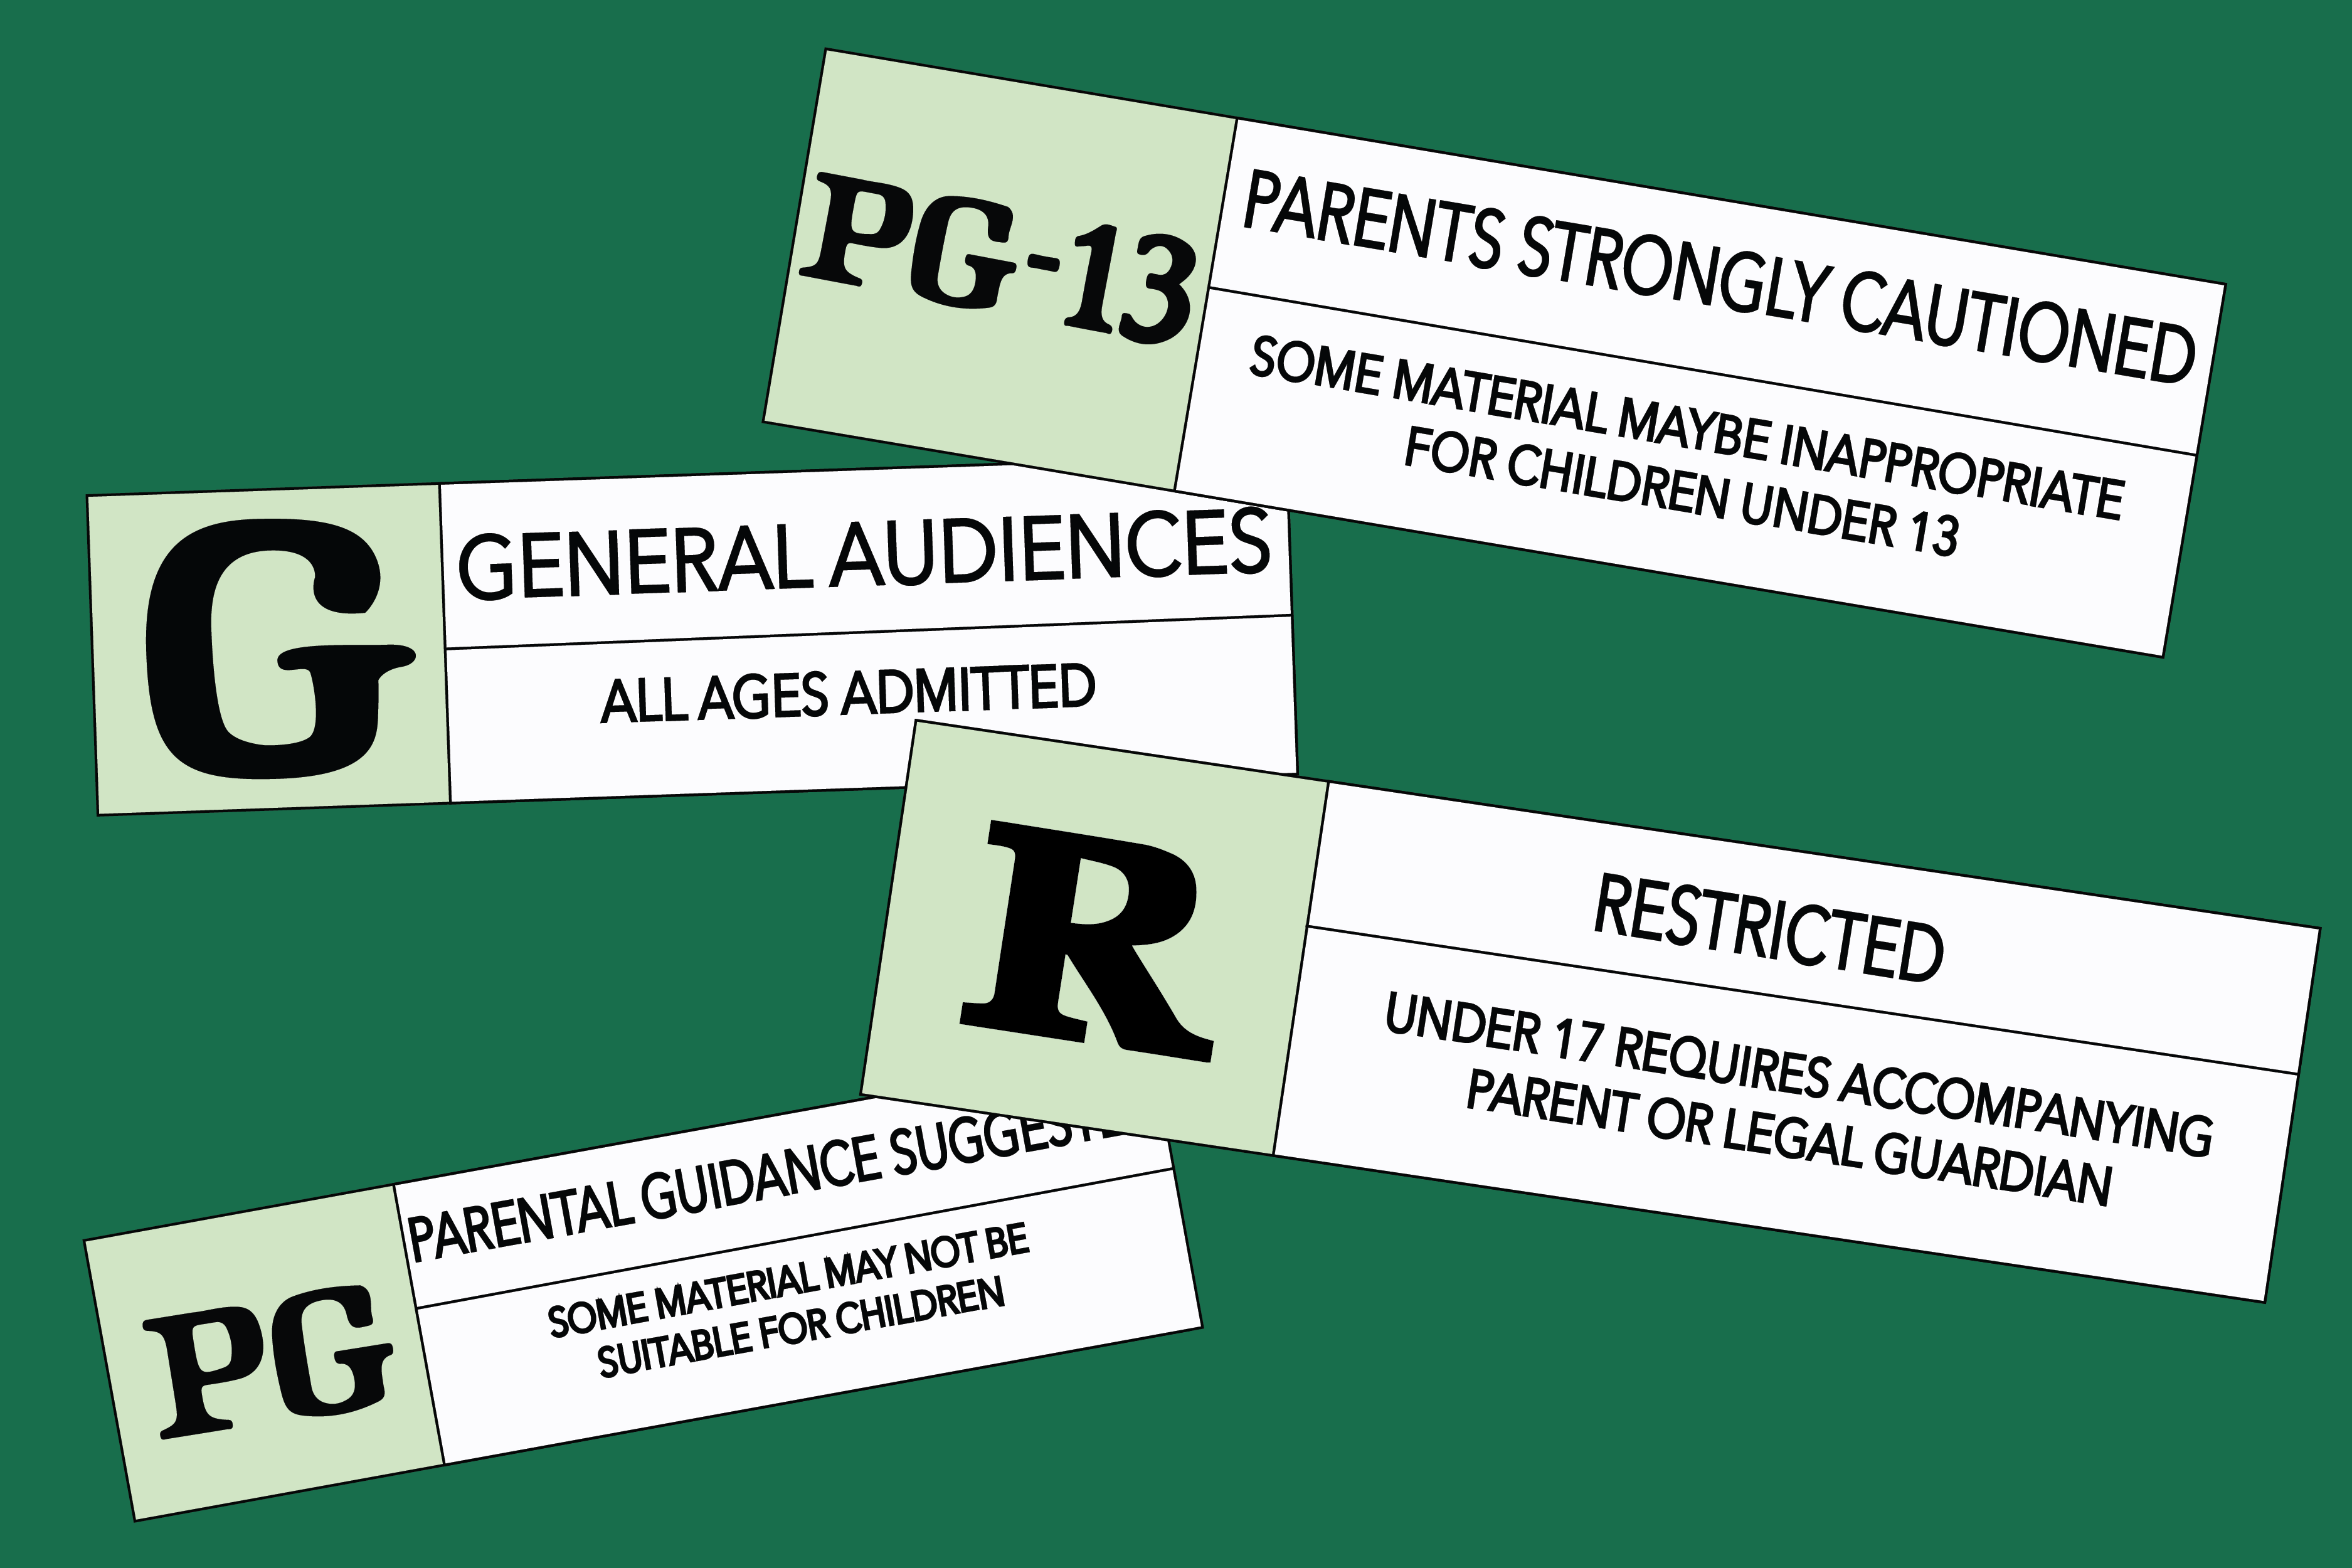 PG-13
PARENTS STRONGLY CAUTIONED
SOME MATERIAL MAYBE INAPPROPRIATE
FOR CHILDREN UNDER 13
G
GENERAL AUDIENCES
ALL AGES ADMITTED
R
RESTRICTED
UNDER 17 REQUIRES ACCOMPANYING
PARENT OR LEGAL GUARDIAN
PG
PARENTAL GUIDANCE
SOME MATERIAL MAY NOT BE
SUITABLE FOR CHILDREN